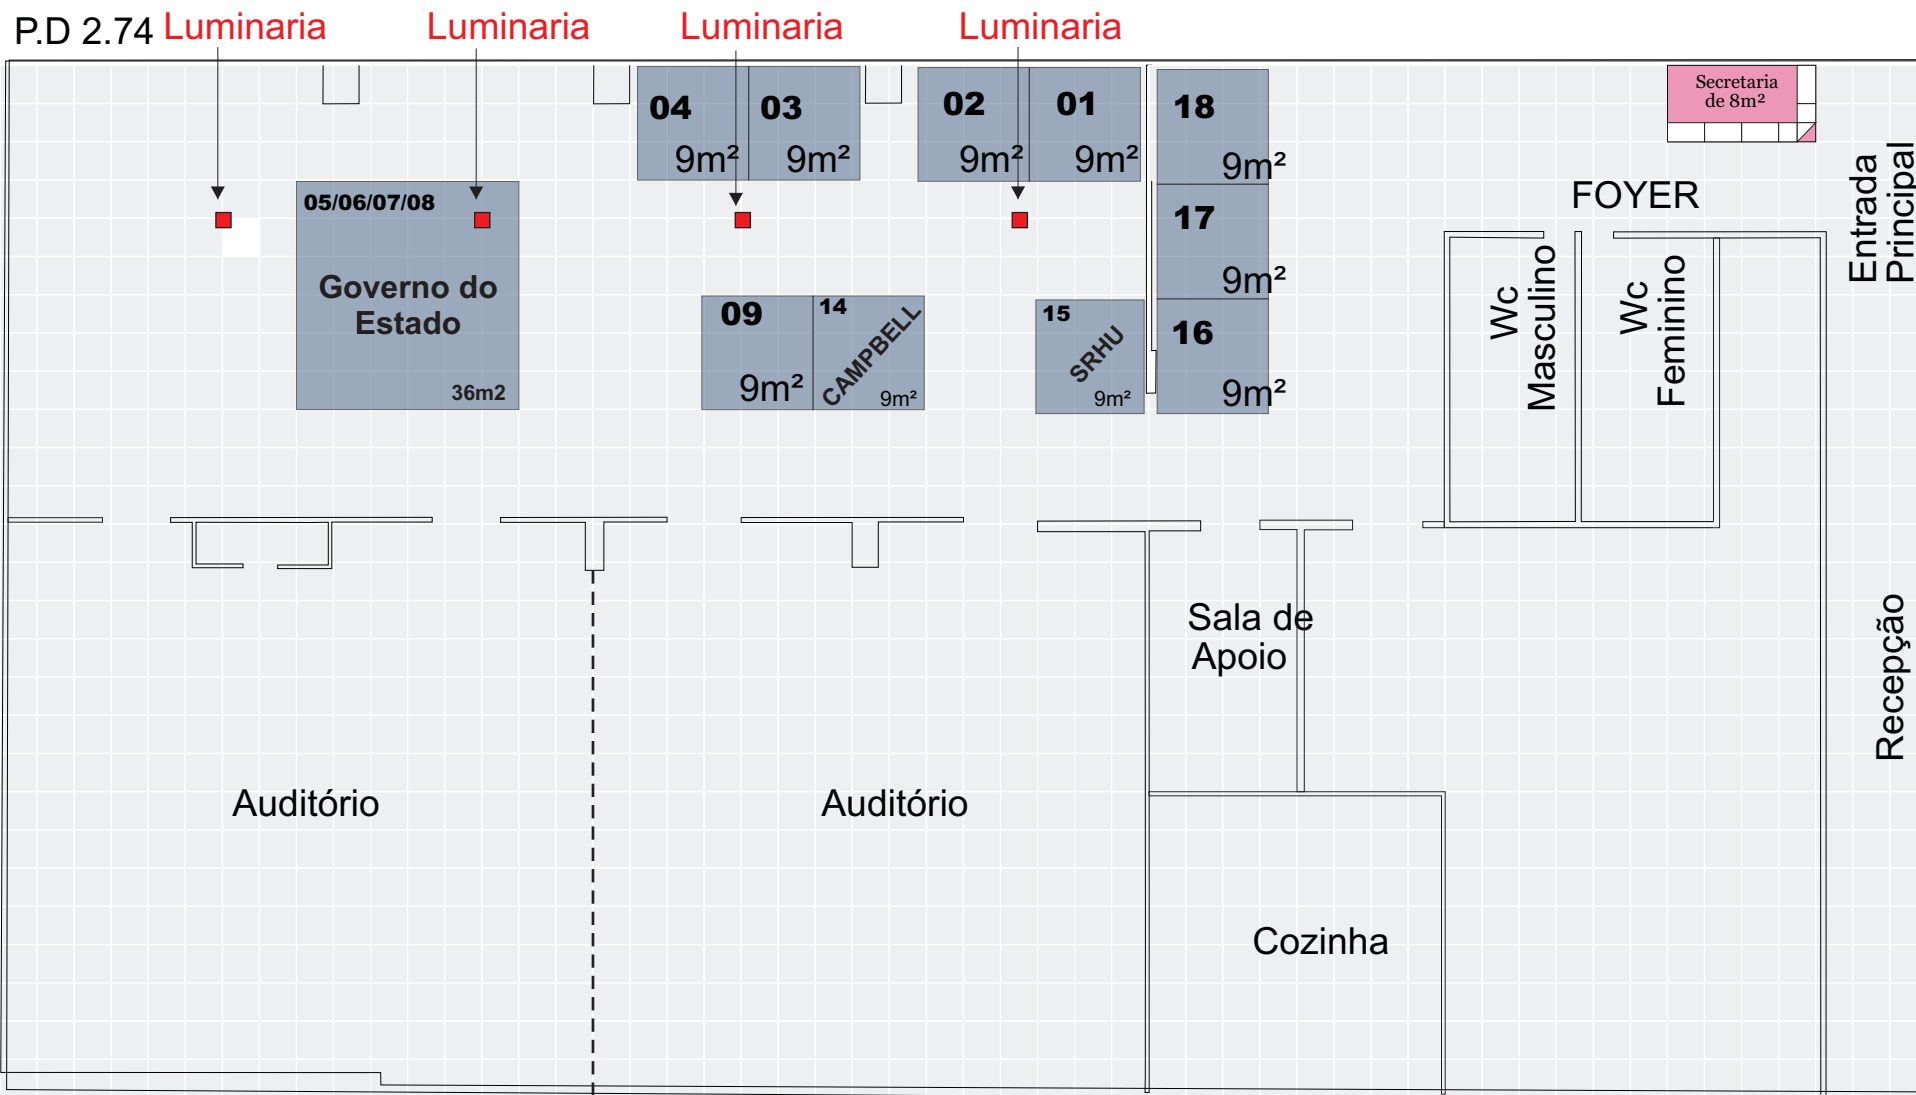 P.D 2.74
Luminaria
Luminaria
Luminaria
Luminaria
04
9m²
03
9m²
02
9m²
01
9m²
18
9m²
17
9m²
16
9m²
Secretaria
de 8m²
FOYER
Entrada
Principal
05/06/07/08
Governo do
Estado
36m2
09
9m²
14
CAMPBELL
9m²
15
SRHU
9m²
Wc
Masculino
Wc
Feminino
Sala de
Apoio
Recepção
Auditório
Auditório
Cozinha